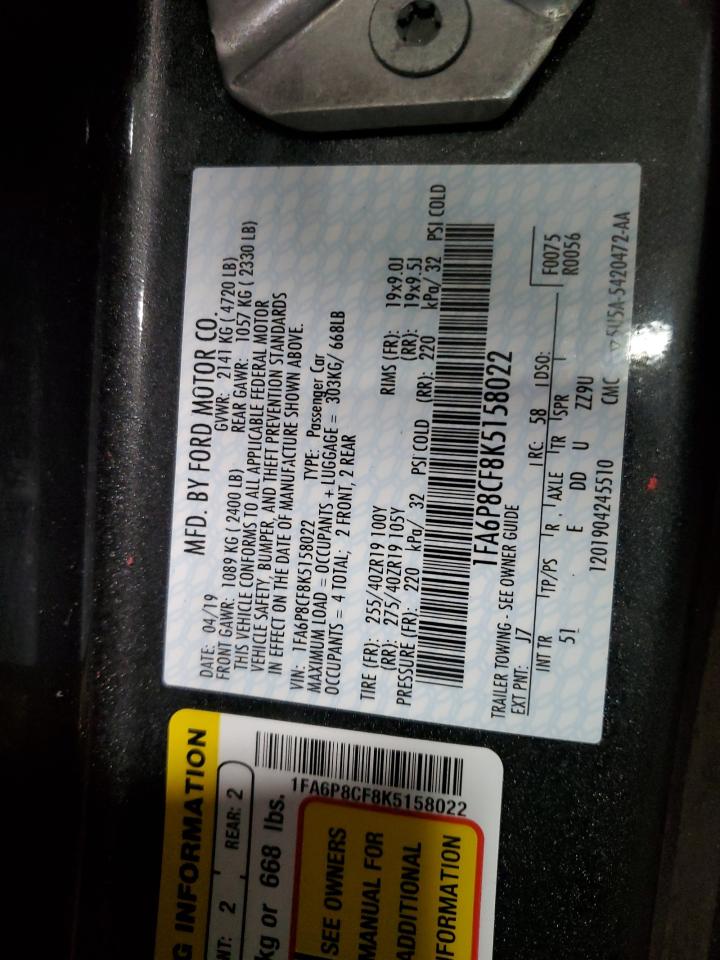 MFD. BY FORD MOTOR CO.
DATE: 04/19 GVWR: 2141 KG ( 4720 LB)
FRONT GAWR: 1089 KG ( 2400 LB) REAR GAWR: 1057 KG ( 2330 LB)
THIS VEHICLE CONFORMS TO ALL APPLICABLE FEDERAL MOTOR
VEHICLE SAFETY, BUMPER, AND THEFT PREVENTION STANDARDS
IN EFFECT ON THE DATE OF MANUFACTURE SHOWN ABOVE.
VIN: 1FA6P8CF8K5158022 TYPE: Passenger Car
MAXIMUM LOAD = OCCUPANTS + LUGGAGE = 303KG/ 668LB
OCCUPANTS = 4 TOTAL; 2 FRONT, 2 REAR
TIRE (FR): 255/40ZR19 100Y RIMS (FR): 19x9.0J
(RR): 275/40ZR19 105Y (RR): 19x9.5J
PRESSURE (FR): 220 kPa/ 32 PSI COLD (RR): 220 kPa/ 32 PSI COLD
1FA6P8CF8K5158022
TRAILER TOWING - SEE OWNER GUIDE
EXT PNT: J7 RC: 58 DSO: F0075
INT TR TP/PS R AXLE TR SPR R0056
51 E DD U ZZ9U
1201904245510 CMC 5U5A-5420472-AA
G INFORMATION
NT: 2 REAR: 2
kg or 668 lbs.
1FA6P8CF8K5158022
SEE OWNERS
MANUAL FOR
ADDITIONAL
INFORMATION